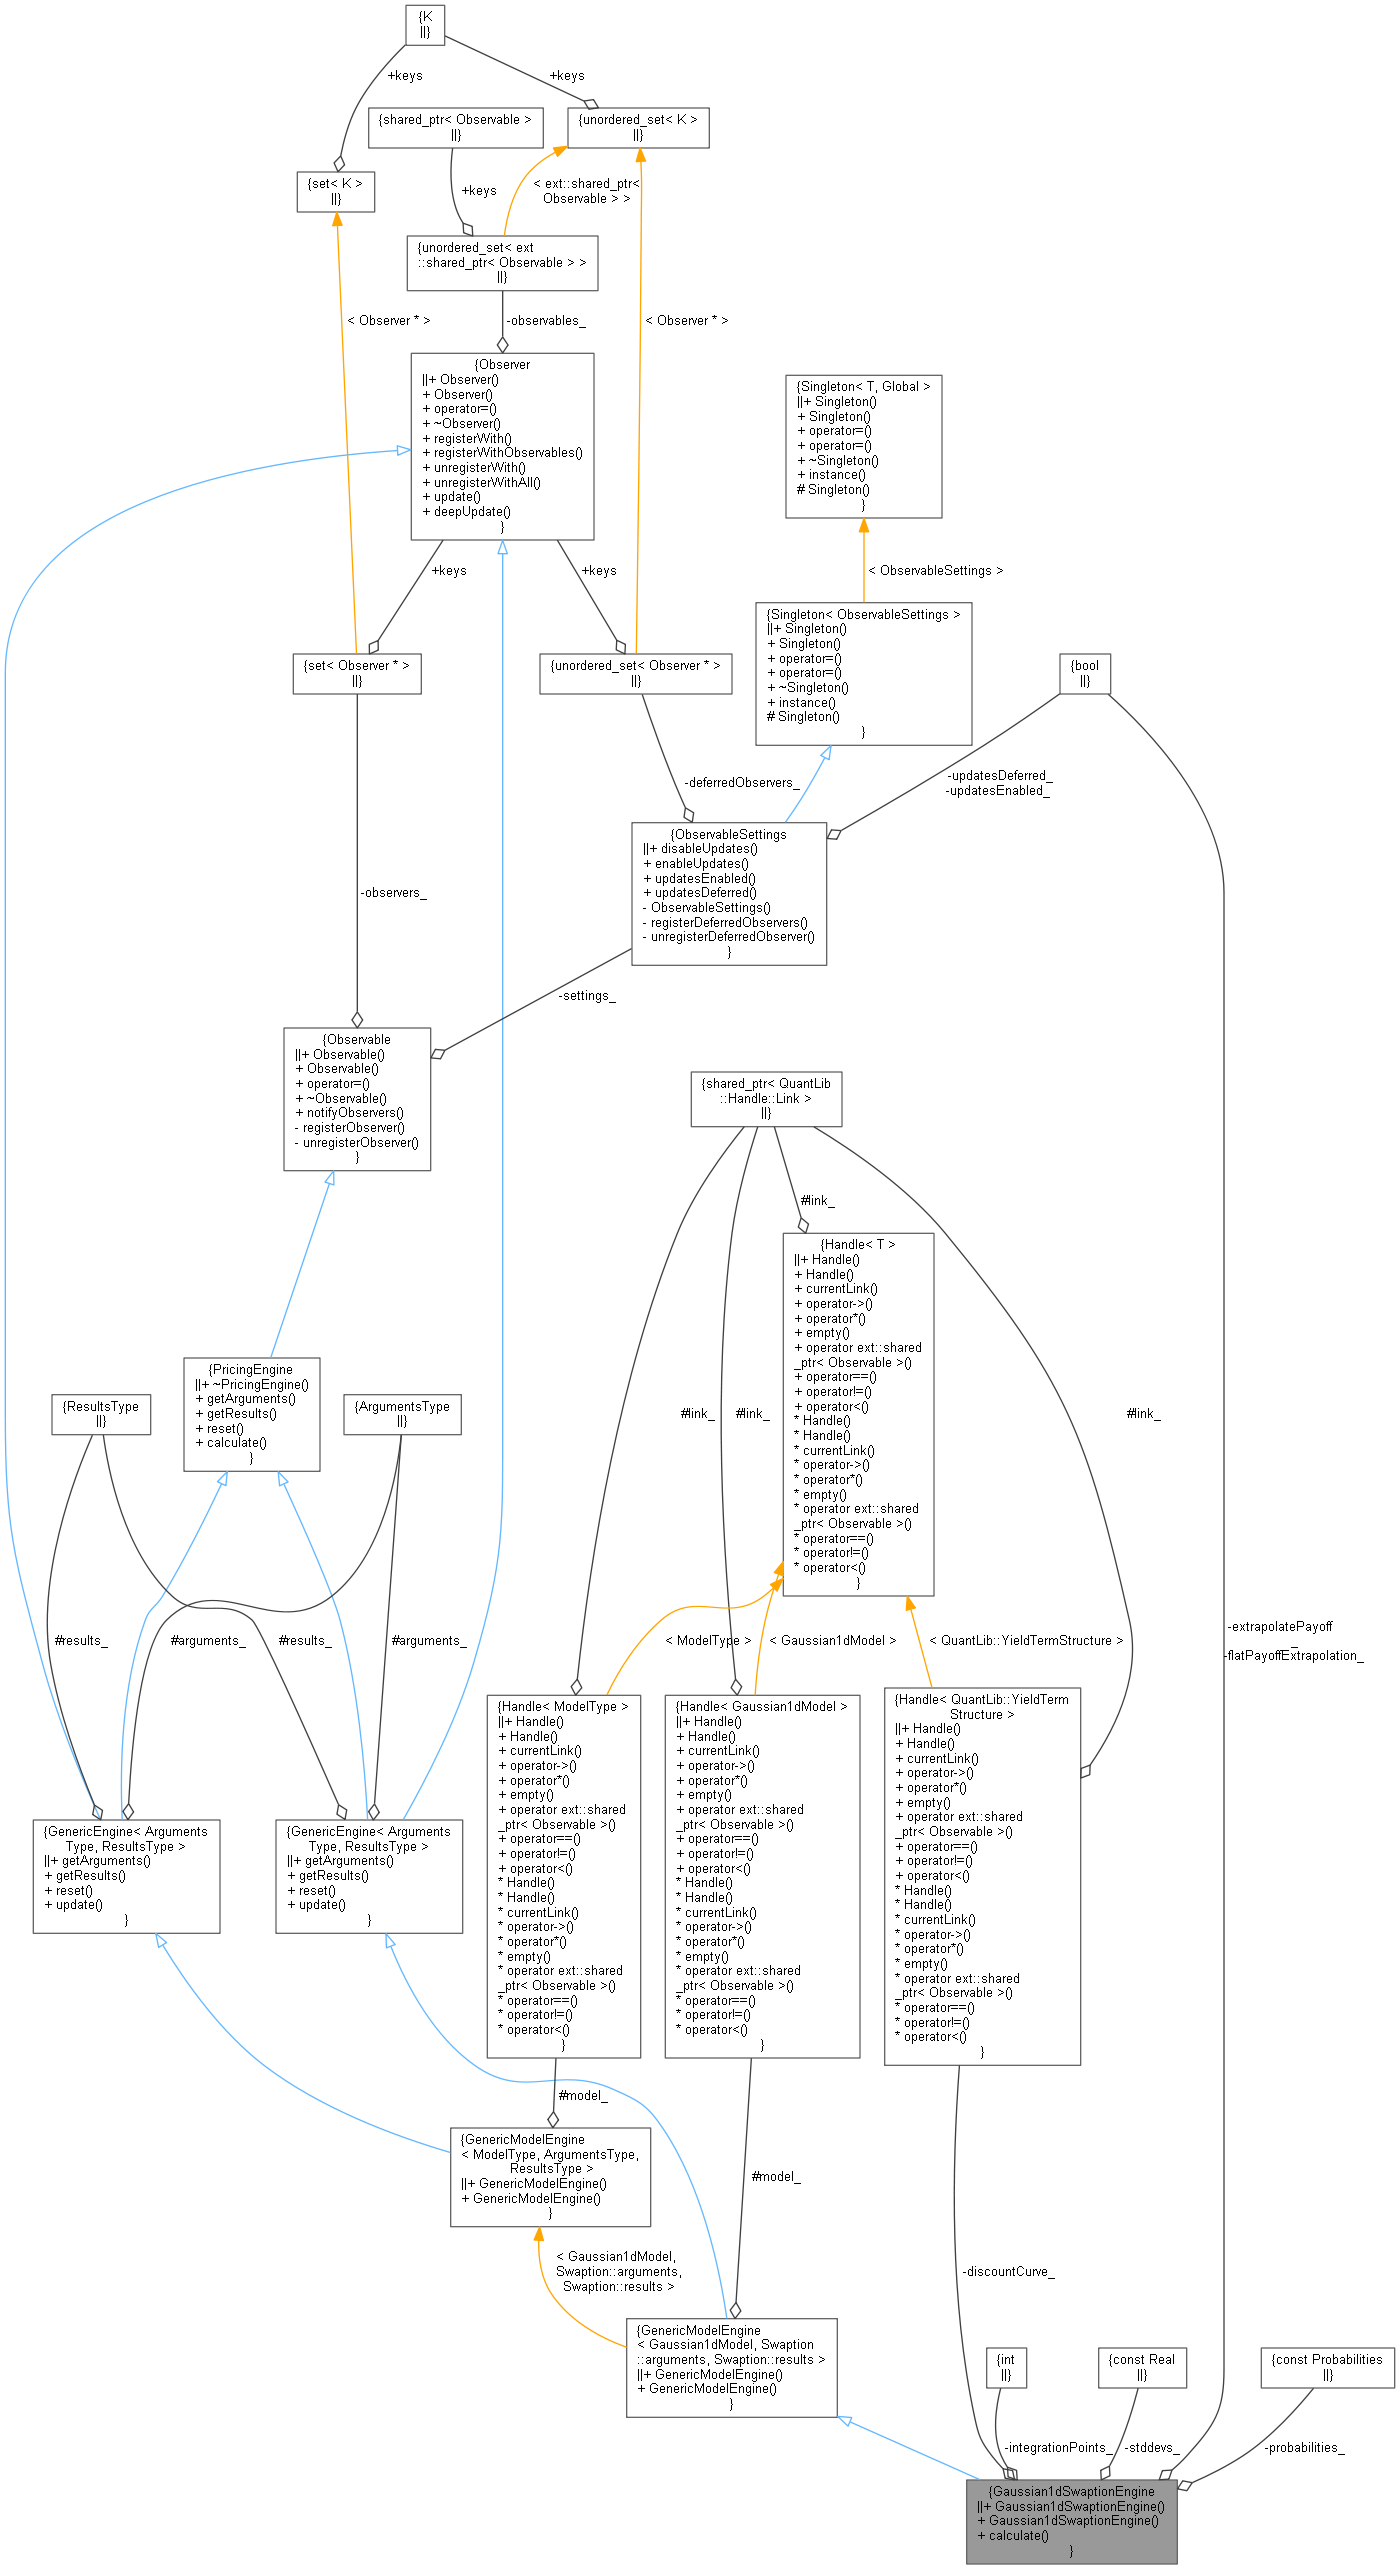 {K
||}
+keys
+keys
{shared_ptr< Observable >
||}
{unordered_set< K >
||}
{set< K >
||}
+keys
< ext::shared_ptr<
Observable > >
{unordered_set< ext
::shared_ptr< Observable > >
||}
< Observer * >
-observables_
< Observer * >
{Observer
||+ Observer()
+ Observer()
+ operator=()
+ ~Observer()
+ registerWith()
+ registerWithObservables()
+ unregisterWith()
+ unregisterWithAll()
+ update()
+ deepUpdate()
}
{Singleton< T, Global >
||+ Singleton()
+ Singleton()
+ operator=()
+ operator=()
+ ~Singleton()
+ instance()
# Singleton()
}
+keys
+keys
< ObservableSettings >
{Singleton< ObservableSettings >
||+ Singleton()
+ Singleton()
+ operator=()
+ operator=()
+ ~Singleton()
+ instance()
# Singleton()
}
{set< Observer * >
||}
{unordered_set< Observer * >
||}
{bool
||}
-deferredObservers_
-updatesDeferred_
-updatesEnabled_
{ObservableSettings
||+ disableUpdates()
+ enableUpdates()
+ updatesEnabled()
+ updatesDeferred()
- ObservableSettings()
- registerDeferredObservers()
- unregisterDeferredObserver()
}
-observers_
-settings_
{Observable
||+ Observable()
+ Observable()
+ operator=()
+ ~Observable()
+ notifyObservers()
- registerObserver()
- unregisterObserver()
}
{shared_ptr< QuantLib
::Handle::Link >
||}
#link_
{Handle< T >
||+ Handle()
+ Handle()
+ currentLink()
+ operator->()
+ operator*()
+ empty()
+ operator ext::shared
_ptr< Observable >()
+ operator==()
+ operator!=()
+ operator<()
* Handle()
* Handle()
* currentLink()
* operator->()
* operator*()
* empty()
* operator ext::shared
_ptr< Observable >()
* operator==()
* operator!=()
* operator<()
}
{PricingEngine
||+ ~PricingEngine()
+ getArguments()
+ getResults()
+ reset()
+ calculate()
}
{ResultsType
||}
{ArgumentsType
||}
#link_
#link_
#link_
#results_
#arguments_
#results_
#arguments_
< ModelType >
< Gaussian1dModel >
< QuantLib::YieldTermStructure >
-extrapolatePayoff
_
-flatPayoffExtrapolation_
{Handle< ModelType >
||+ Handle()
+ Handle()
+ currentLink()
+ operator->()
+ operator*()
+ empty()
+ operator ext::shared
_ptr< Observable >()
+ operator==()
+ operator!=()
+ operator<()
* Handle()
* Handle()
* currentLink()
* operator->()
* operator*()
* empty()
* operator ext::shared
_ptr< Observable >()
* operator==()
* operator!=()
* operator<()
}
{Handle< Gaussian1dModel >
||+ Handle()
+ Handle()
+ currentLink()
+ operator->()
+ operator*()
+ empty()
+ operator ext::shared
_ptr< Observable >()
+ operator==()
+ operator!=()
+ operator<()
* Handle()
* Handle()
* currentLink()
* operator->()
* operator*()
* empty()
* operator ext::shared
_ptr< Observable >()
* operator==()
* operator!=()
* operator<()
}
{Handle< QuantLib::YieldTerm
Structure >
||+ Handle()
+ Handle()
+ currentLink()
+ operator->()
+ operator*()
+ empty()
+ operator ext::shared
_ptr< Observable >()
+ operator==()
+ operator!=()
+ operator<()
* Handle()
* Handle()
* currentLink()
* operator->()
* operator*()
* empty()
* operator ext::shared
_ptr< Observable >()
* operator==()
* operator!=()
* operator<()
}
{GenericEngine< Arguments
Type, ResultsType >
||+ getArguments()
+ getResults()
+ reset()
+ update()
}
{GenericEngine< Arguments
Type, ResultsType >
||+ getArguments()
+ getResults()
+ reset()
+ update()
}
#model_
{GenericModelEngine
< ModelType, ArgumentsType,
ResultsType >
||+ GenericModelEngine()
+ GenericModelEngine()
}
#model_
< Gaussian1dModel,
Swaption::arguments,
Swaption::results >
-discountCurve_
{GenericModelEngine
< Gaussian1dModel, Swaption
::arguments, Swaption::results >
||+ GenericModelEngine()
+ GenericModelEngine()
}
{int
||}
{const Real
||}
{const Probabilities
||}
-integrationPoints_
-stddevs_
-probabilities_
{Gaussian1dSwaptionEngine
||+ Gaussian1dSwaptionEngine()
+ Gaussian1dSwaptionEngine()
+ calculate()
}